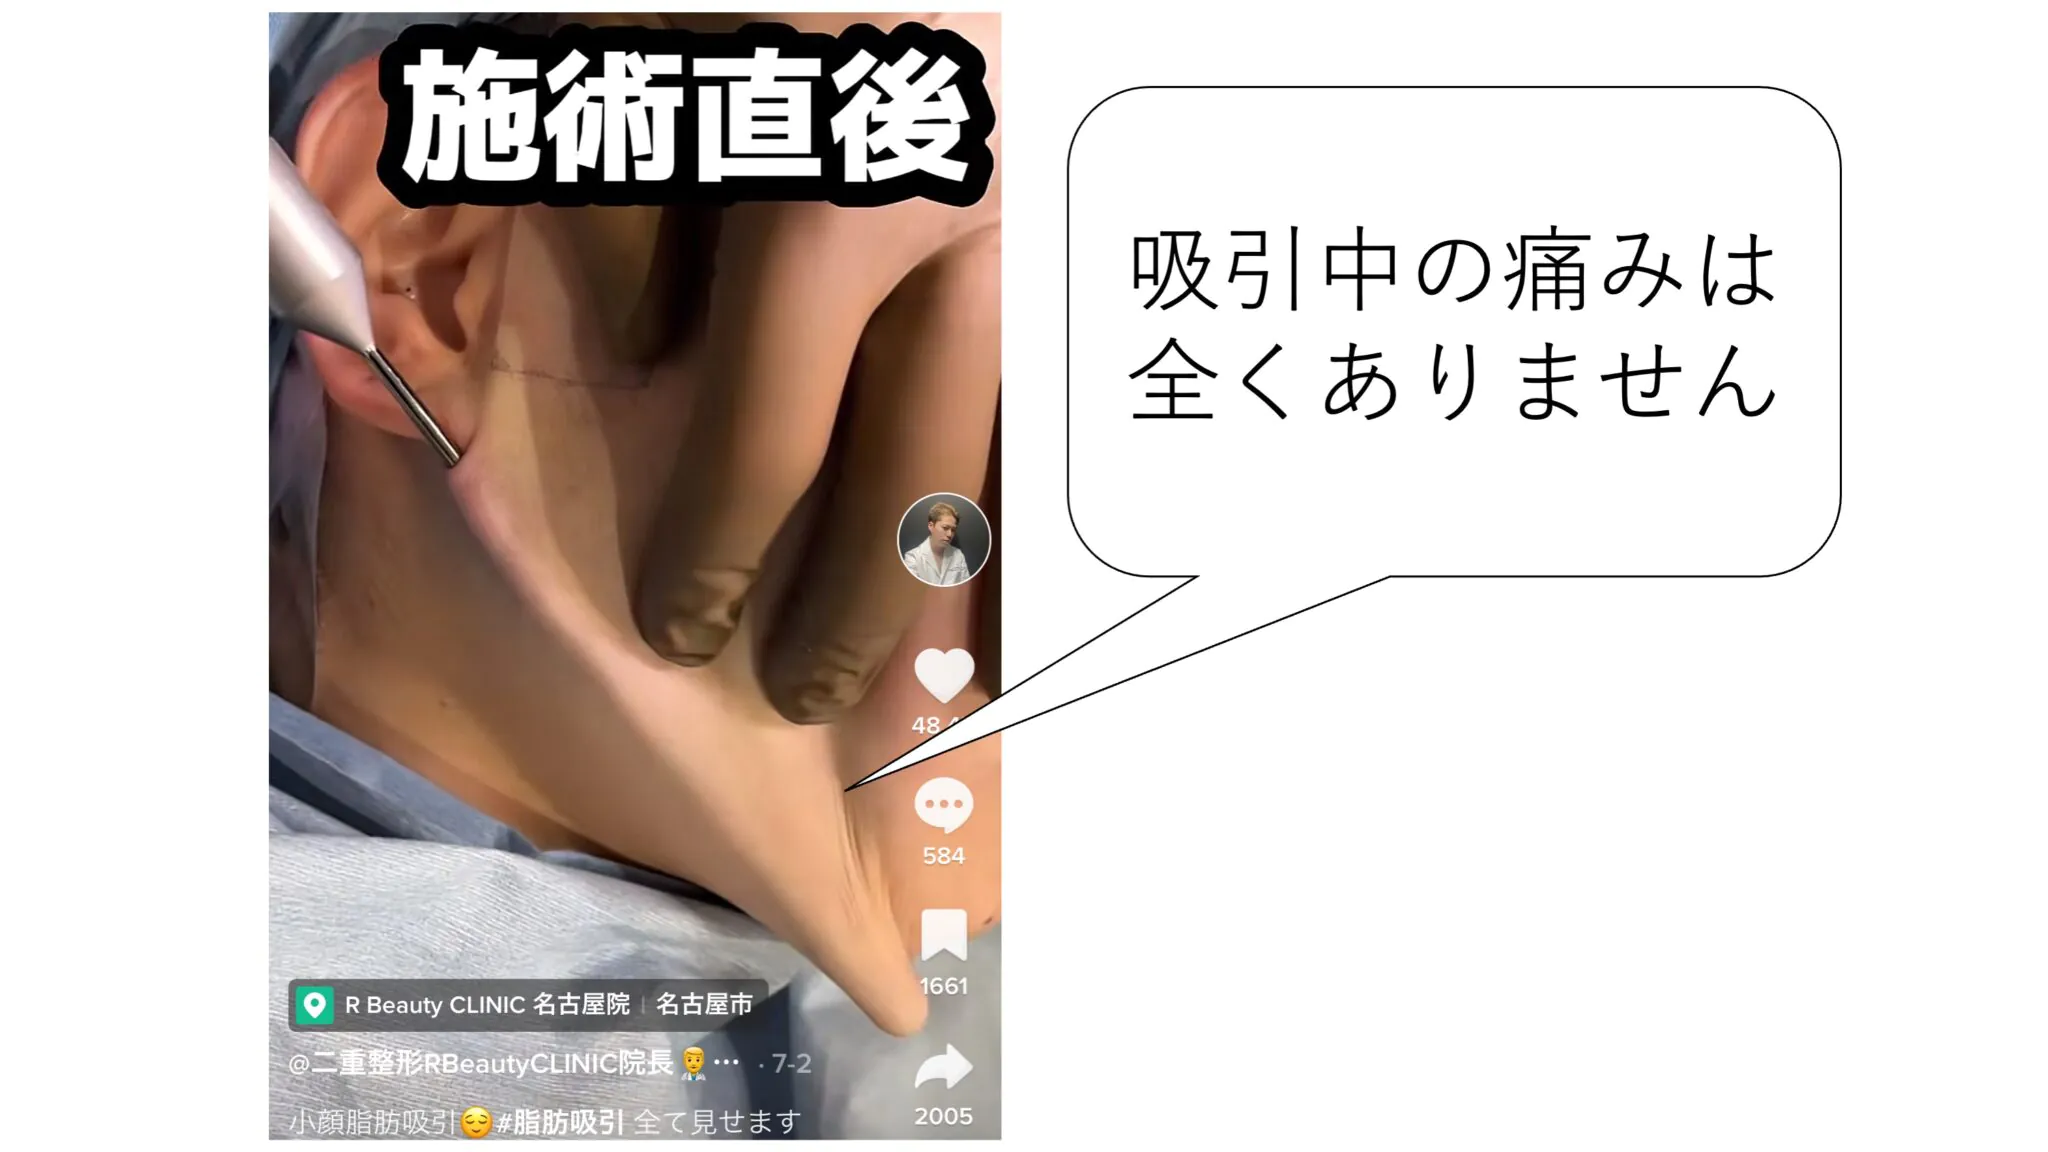 施術直後
吸引中の痛みは
全くありません
584
1661
R Beauty CLINIC 名古屋院 | 名古屋市
@二重整形RBeautyCLINIC院長👨‍⚕️… · 7-2
2005
小顔脂肪吸引😌#脂肪吸引 全て見せます